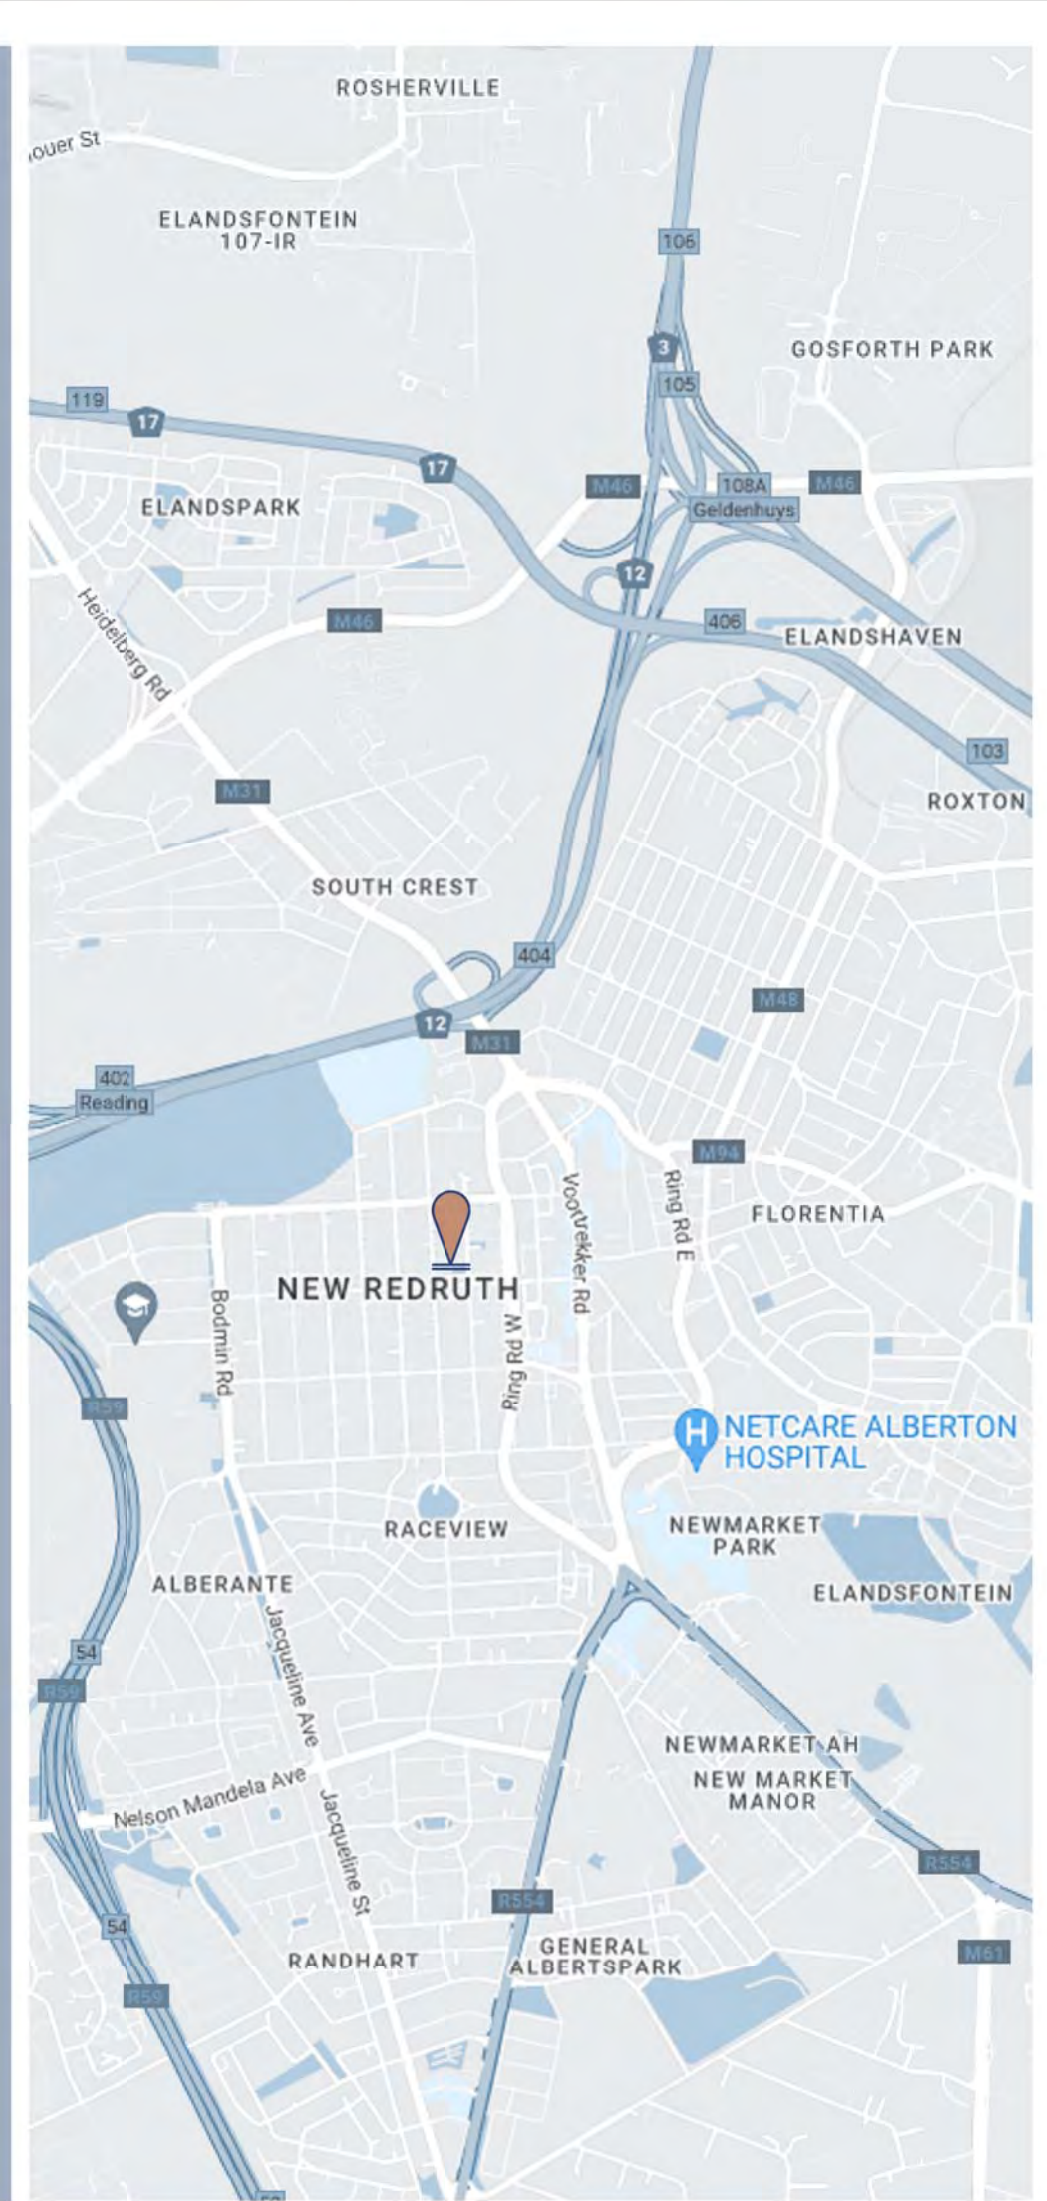 ROSHERVILLE
ouer St
ELANDSFONTEIN
107-IR
106
3
GOSFORTH PARK
105
119
17
17
M46
108A
M46
Geldenhuys
ELANDSPARK
12
M46
406
ELANDSHAVEN
Heidelberg Rd
103
M31
ROXTON
SOUTH CREST
404
M48
12
M31
402
Reading
M94
Voortrekker Rd
Ring Rd E
FLORENTIA
NEW REDRUTH
Bodmin Rd
Ring Rd W
R59
NETCARE ALBERTON
HOSPITAL
RACEVIEW
NEWMARKET
PARK
ALBERANTE
ELANDSFONTEIN
Jacqueline Ave
54
R59
NEWMARKET AH
NEW MARKET
MANOR
Nelson Mandela Ave
Jacqueline St
R554
R554
54
GENERAL
ALBERTSPARK
RANDHART
M61
R59